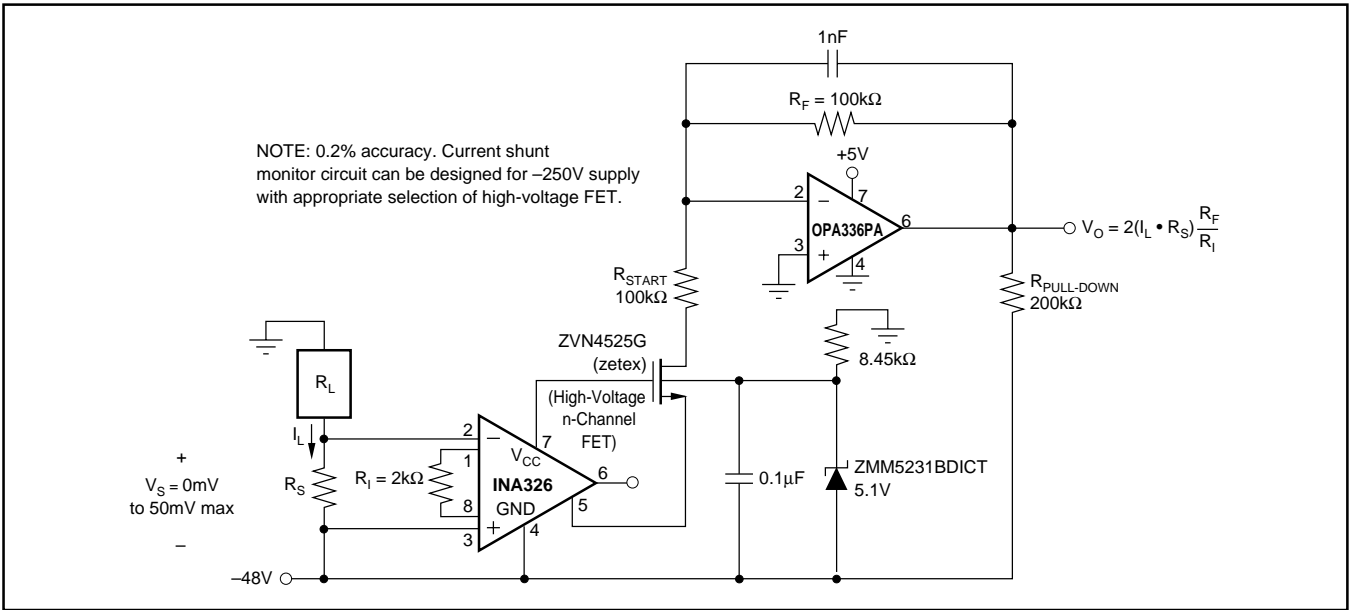 1nF
R_F = 100kΩ
NOTE: 0.2% accuracy. Current shunt
monitor circuit can be designed for –250V supply
with appropriate selection of high-voltage FET.
+5V
7
2
–
OPA336PA
6
3
+
4
V_O = 2(I_L • R_S) R_F
R_I
R_START
100kΩ
R_PULL-DOWN
200kΩ
ZVN4525G
(zetex)
8.45kΩ
R_L
(High-Voltage
n-Channel
FET)
I_L
2
–
7
1
V_CC
+
V_S = 0mV
to 50mV max
–
R_S
R_I = 2kΩ
INA326
6
8
GND
5
+
4
3
0.1μF
ZMM5231BDICT
5.1V
–48V